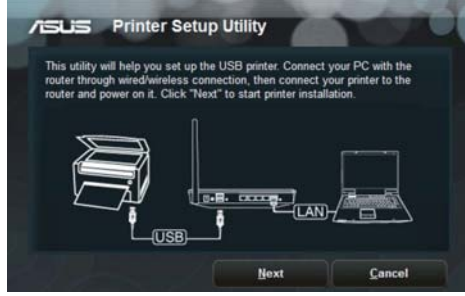 ASUS Printer Setup Utility
This utility will help you set up the USB printer. Connect your PC with the
router through wired/wireless connection, then connect your printer to the
router and power on it. Click "Next" to start printer installation.
LAN
USB
Next Cancel